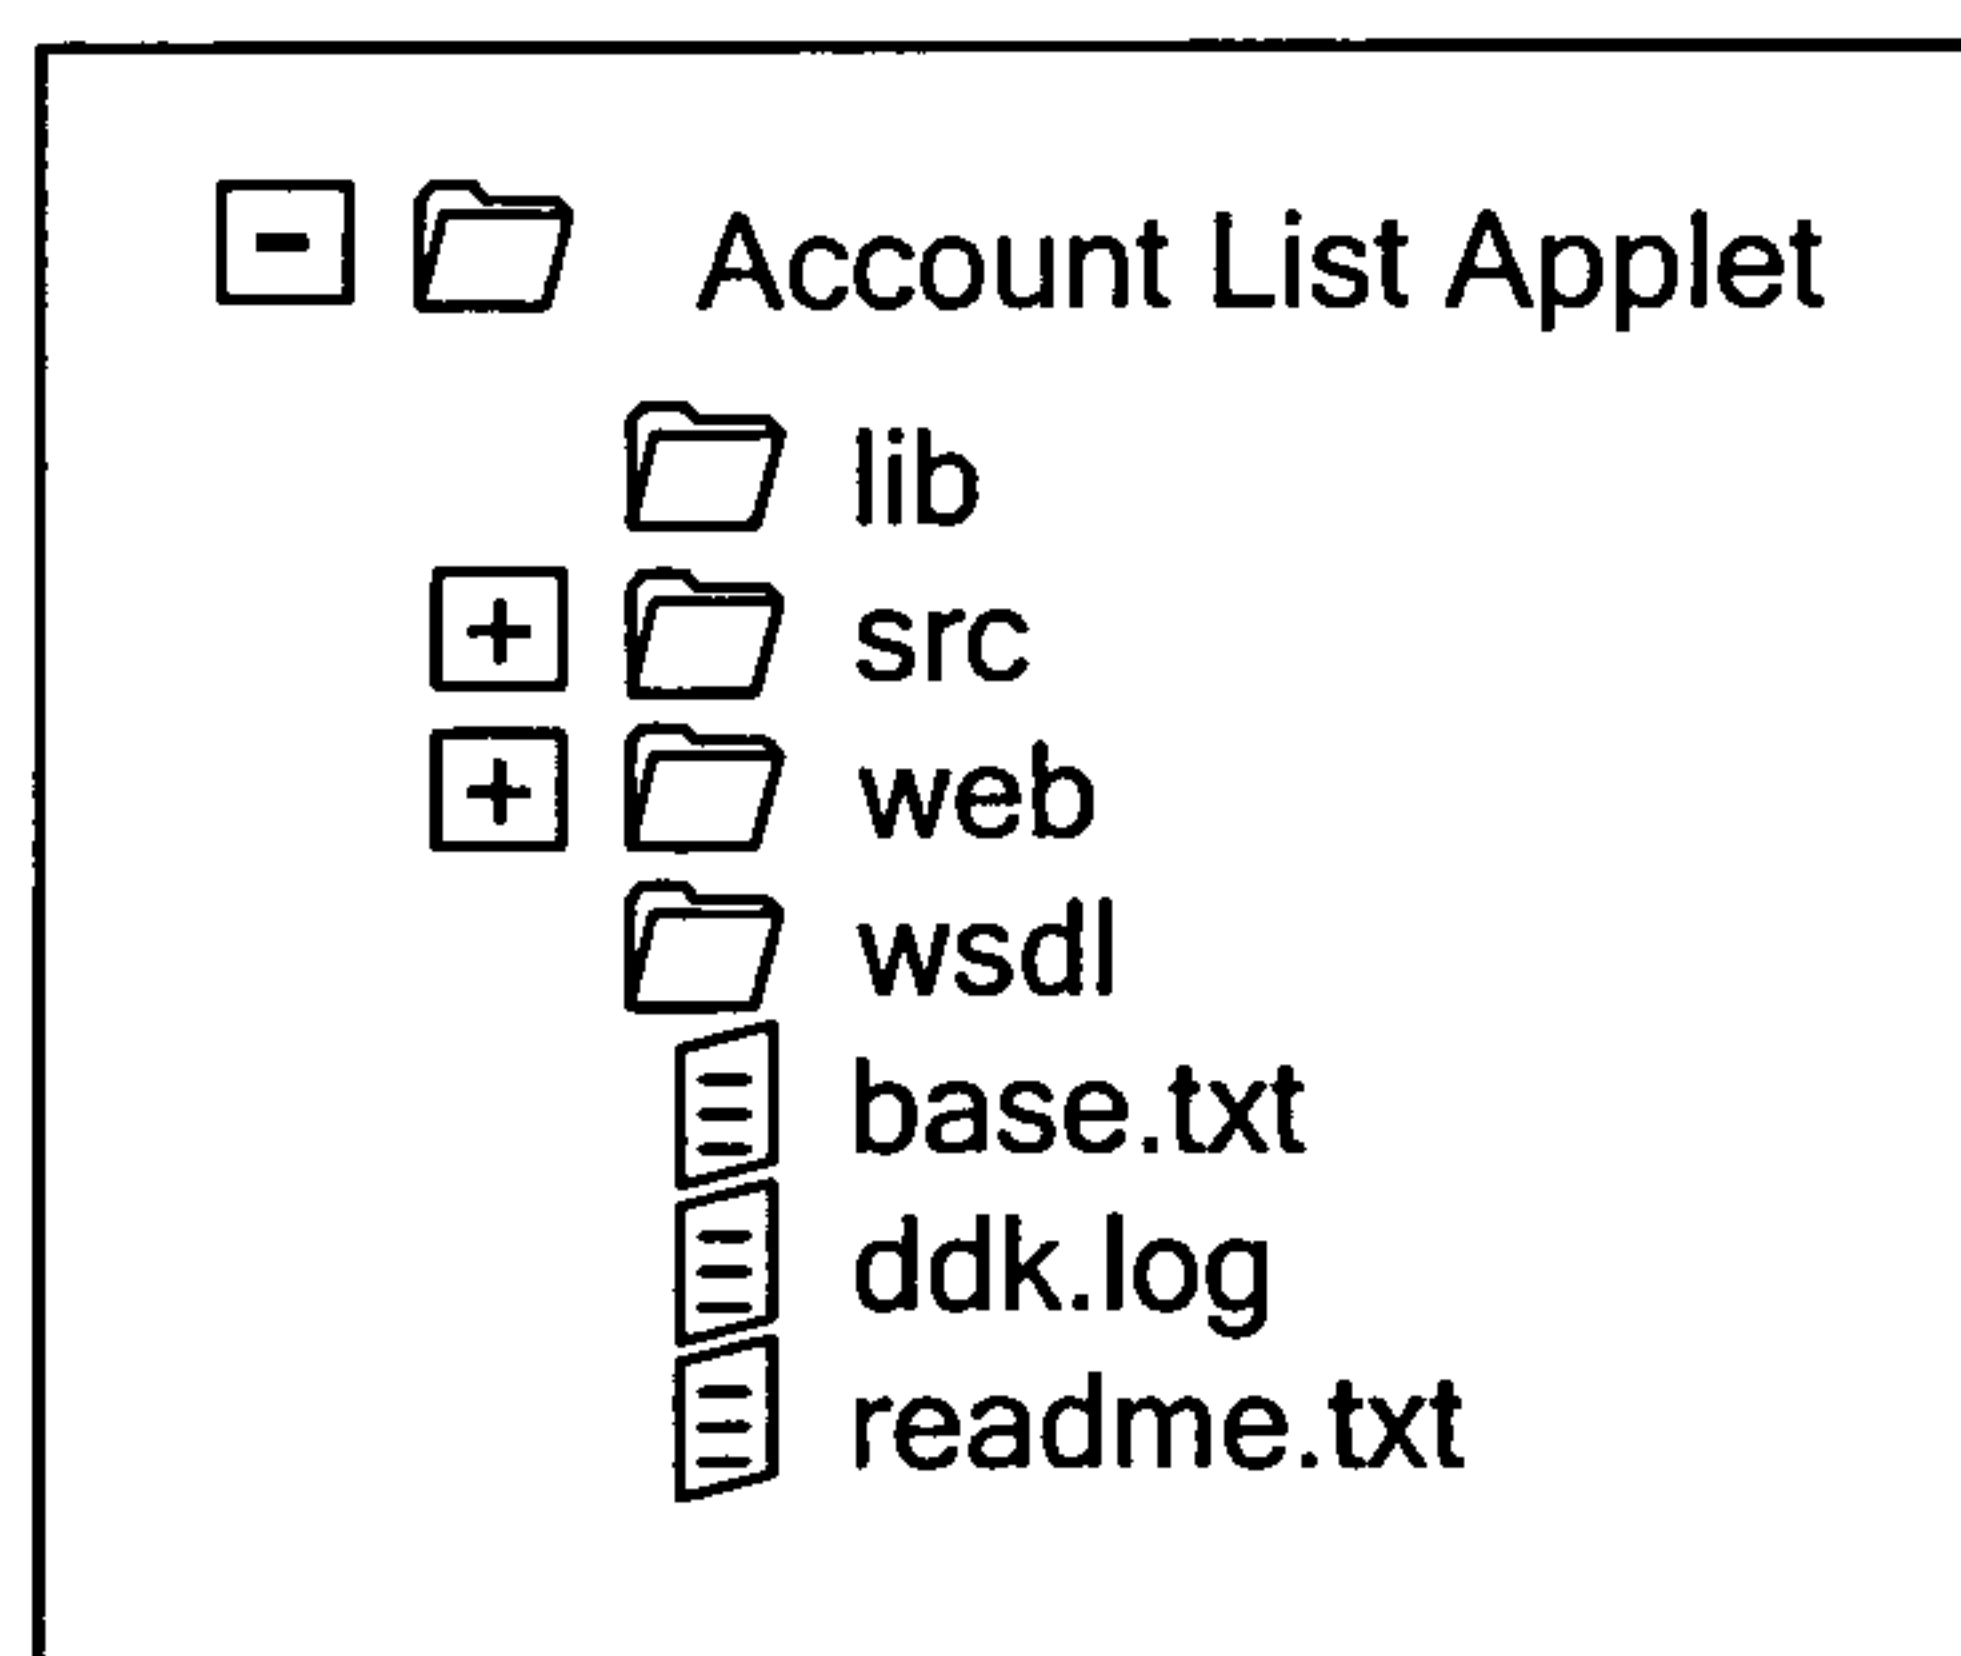 Account List Applet
lib
src
web
wsdl
base.txt
ddk.log
readme.txt